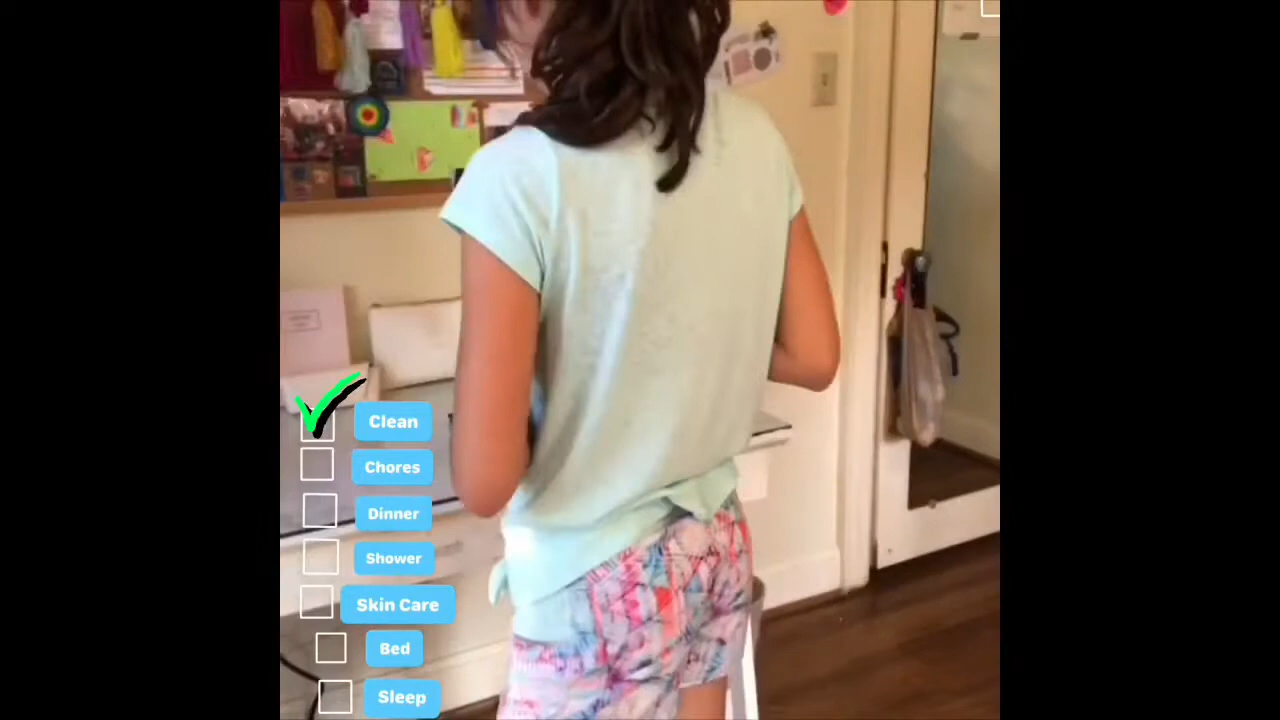 Clean
Chores
Dinner
Shower
Skin Care
Bed
Sleep